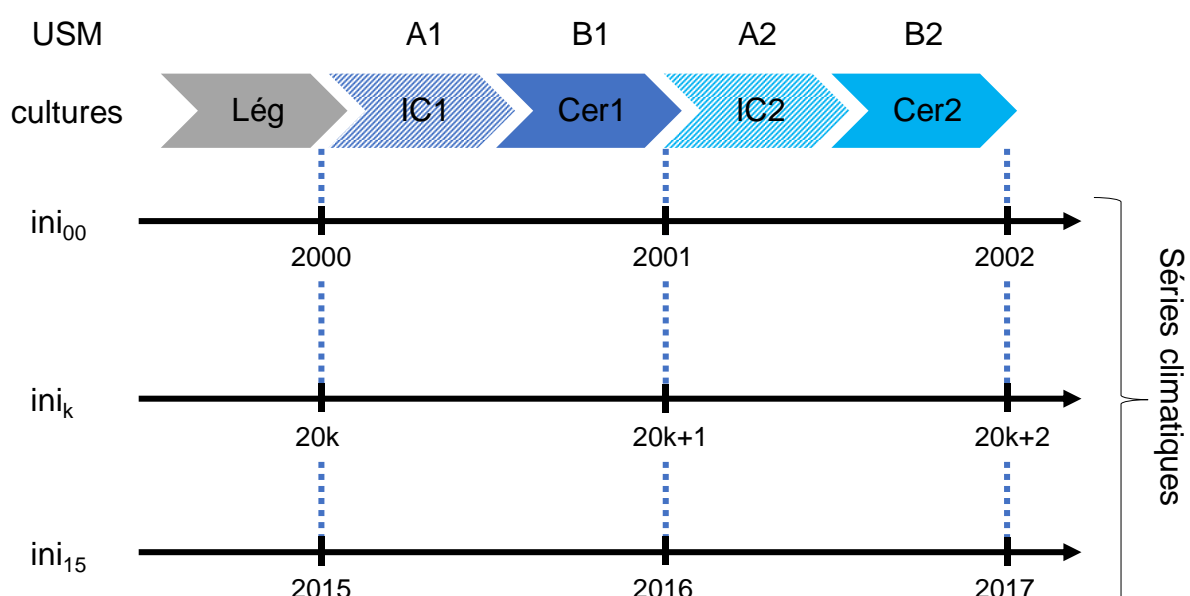 USM A1 B1 A2 B2
cultures Lég IC1 Cer1 IC2 Cer2
ini00
2000 2001 2002
inik
20k 20k+1 20k+2
ini15
2015 2016 2017
Séries climatiques